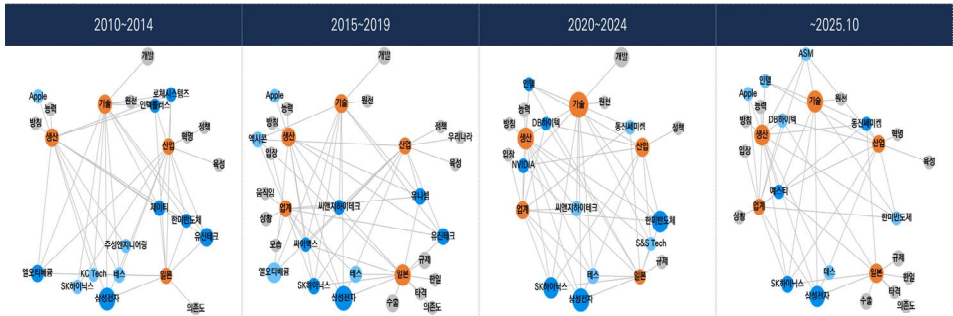 2010~2014
2015~2019
2020~2024
~2025.10
개발
Apple
능력
방침
생산
기술
원천
로체시스템즈
인텍플러스
정책
혁명
산업
육성
제이티
한미반도체
유진테크
주성엔지니어링
엘오티베큠
KC Tech
테스
일본
SK하이닉스
삼성전자
의존도
개발
Apple
능력
방침
기술
원천
엑시콘
생산
입장
정책
우리나라
산업
육성
움직임
업계
씨앤지하이테크
유니셈
상황
모습
싸이맥스
유진테크
엘오티베큠
테스
일본
규제
한일
SK하이닉스
삼성전자
타격
수출
의존도
개발
인텔
능력
기술
원천
방침
DB하이텍
생산
동진쎄미켐
정책
산업
입장
NVIDIA
업계
씨앤지하이테크
한미반도체
S&S Tech
규제
테스
일본
SK하이닉스
삼성전자
ASM
인텔
Apple
능력
기술
원천
방침
DB하이텍
생산
동진쎄미켐
혁명
산업
입장
육성
예스티
업계
상황
한미반도체
규제
테스
일본
한일
SK하이닉스
삼성전자
타격
수출
의존도